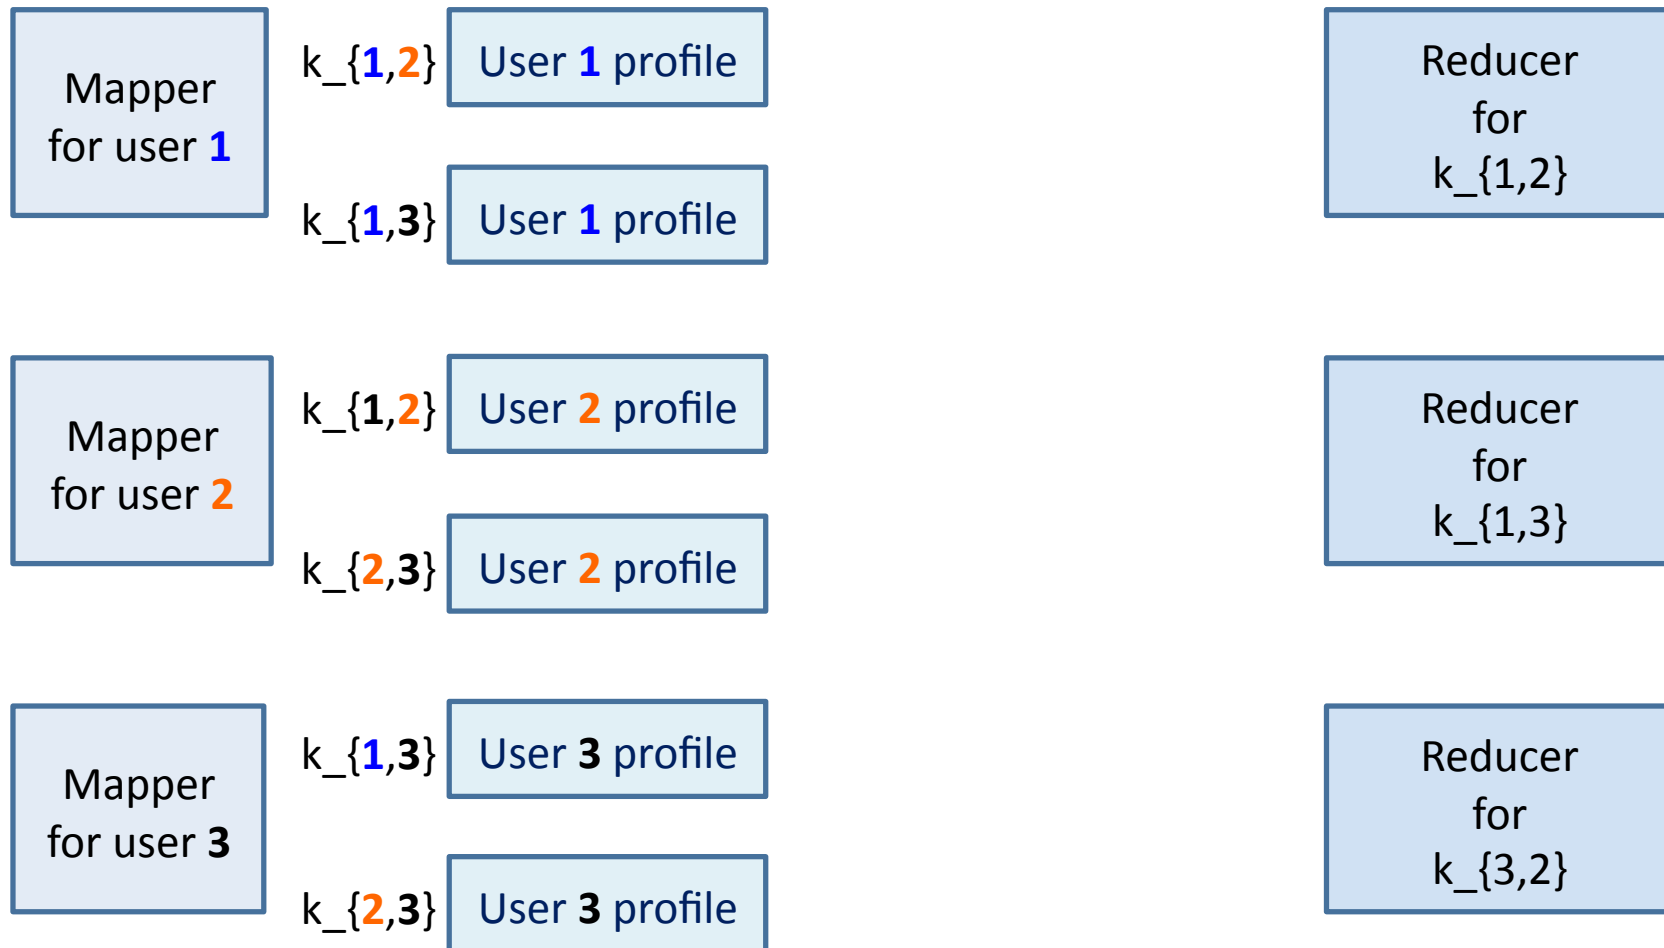 Mapper
for user 1
k_{1,2}
User 1 profile
k_{1,3}
User 1 profile
Reducer
for
k_{1,2}
Mapper
for user 2
k_{1,2}
User 2 profile
k_{2,3}
User 2 profile
Reducer
for
k_{1,3}
Mapper
for user 3
k_{1,3}
User 3 profile
k_{2,3}
User 3 profile
Reducer
for
k_{3,2}